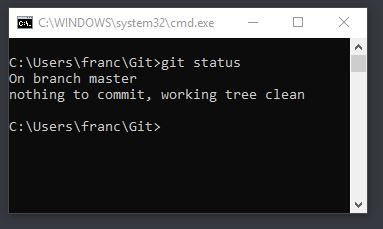 C:\WINDOWS\system32\cmd.exe
C:\Users\franc\Git>git status
On branch master
nothing to commit, working tree clean
C:\Users\franc\Git>